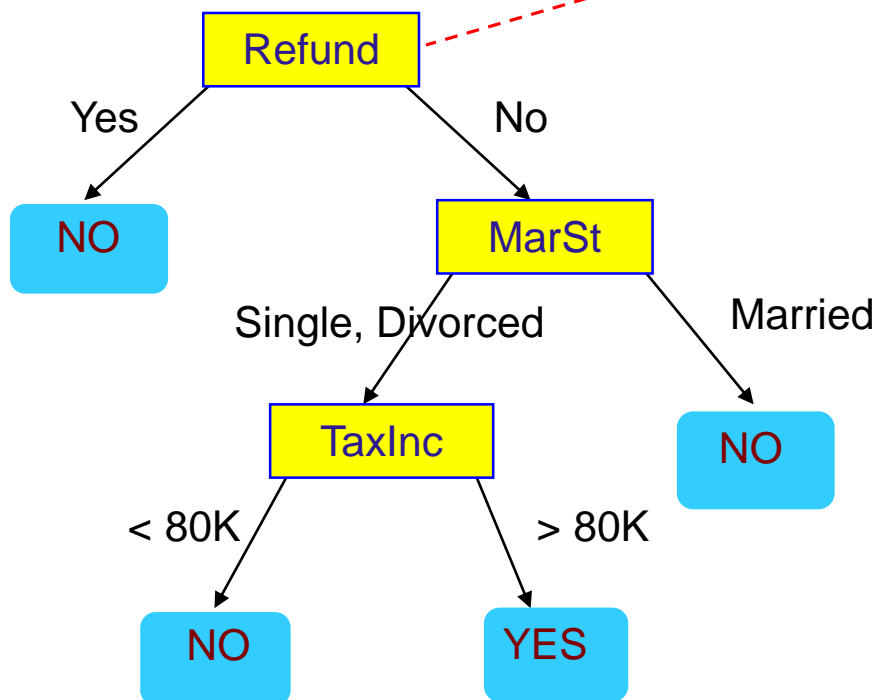 Refund
Yes
No
NO
MarSt
Single, Divorced
Married
TaxInc
NO
< 80K
> 80K
NO
YES